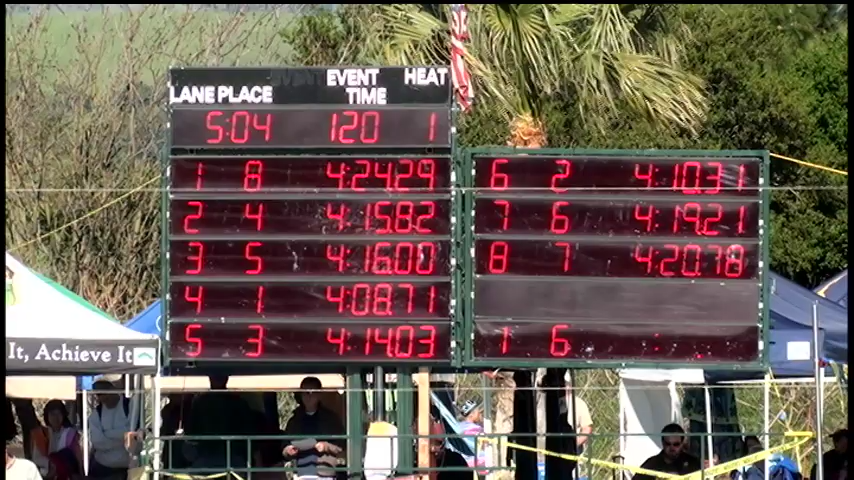 EVENT HEAT
LANE PLACE TIME
5:04 120 1
1 8 4:24.29
2 4 4:15.82
3 5 4:16.00
4 1 4:08.71
5 3 4:14.03
6 2 4:10.31
7 6 4:19.21
8 7 4:20.78
1 6 : .
It, Achieve It